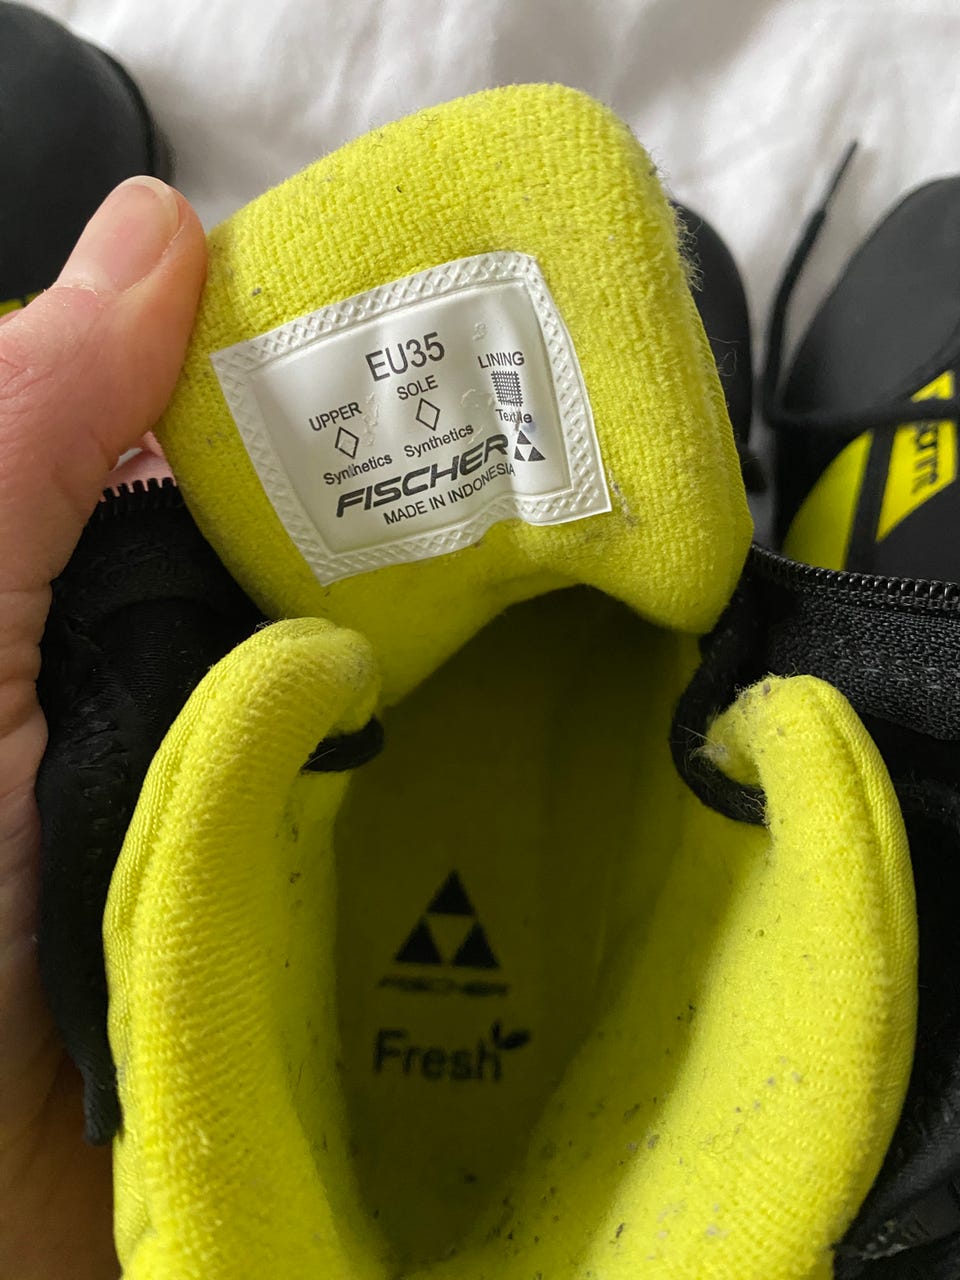 EU35
UPPER SOLE LINING
Synthetics Synthetics Textile
FISCHER
MADE IN INDONESIA
FISCHER
Fresh